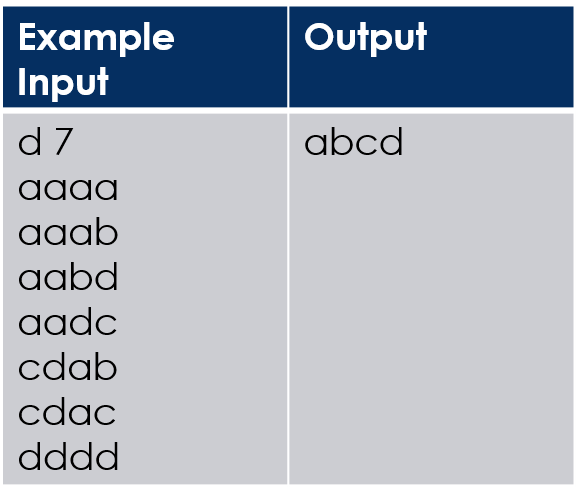 Example
Input
Output
d 7
aaaa
aaab
aabd
aadc
cdab
cdac
dddd
abcd